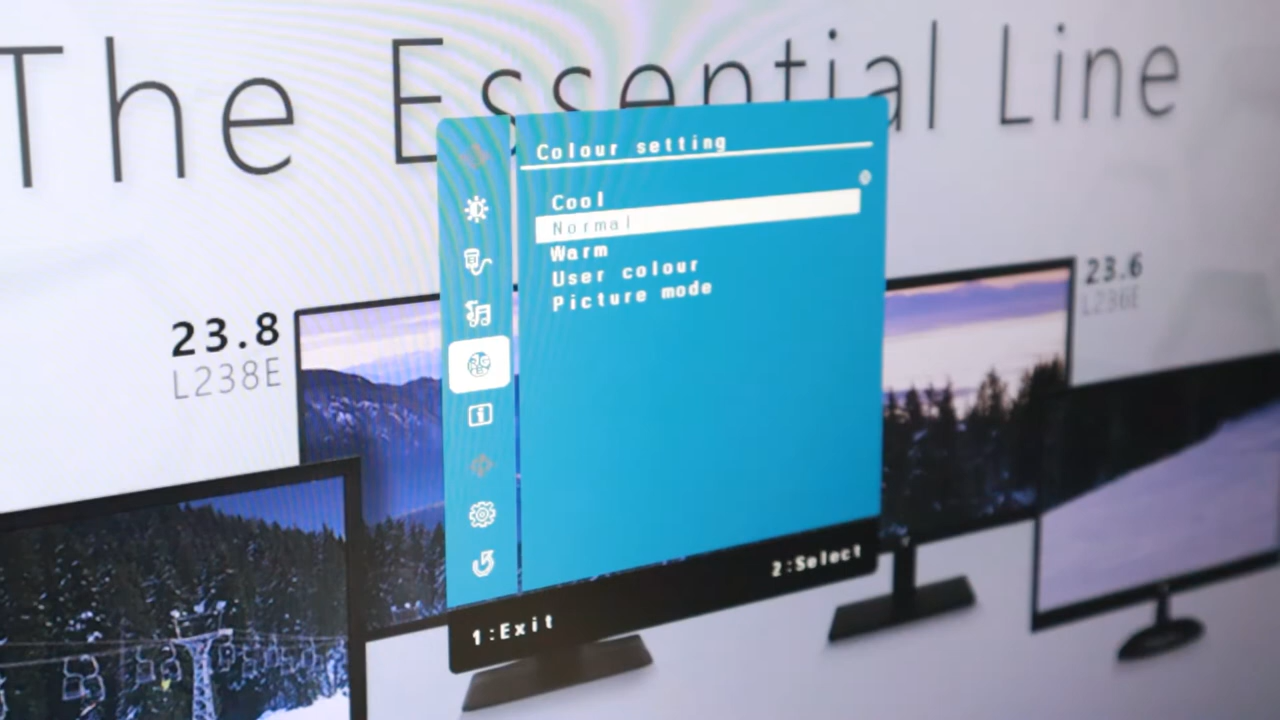 The Essential Line
Colour setting
Cool
Normal
Warm
User colour
Picture mode
23.8
L238E
23.6
L236E
2:Select
1:Exit